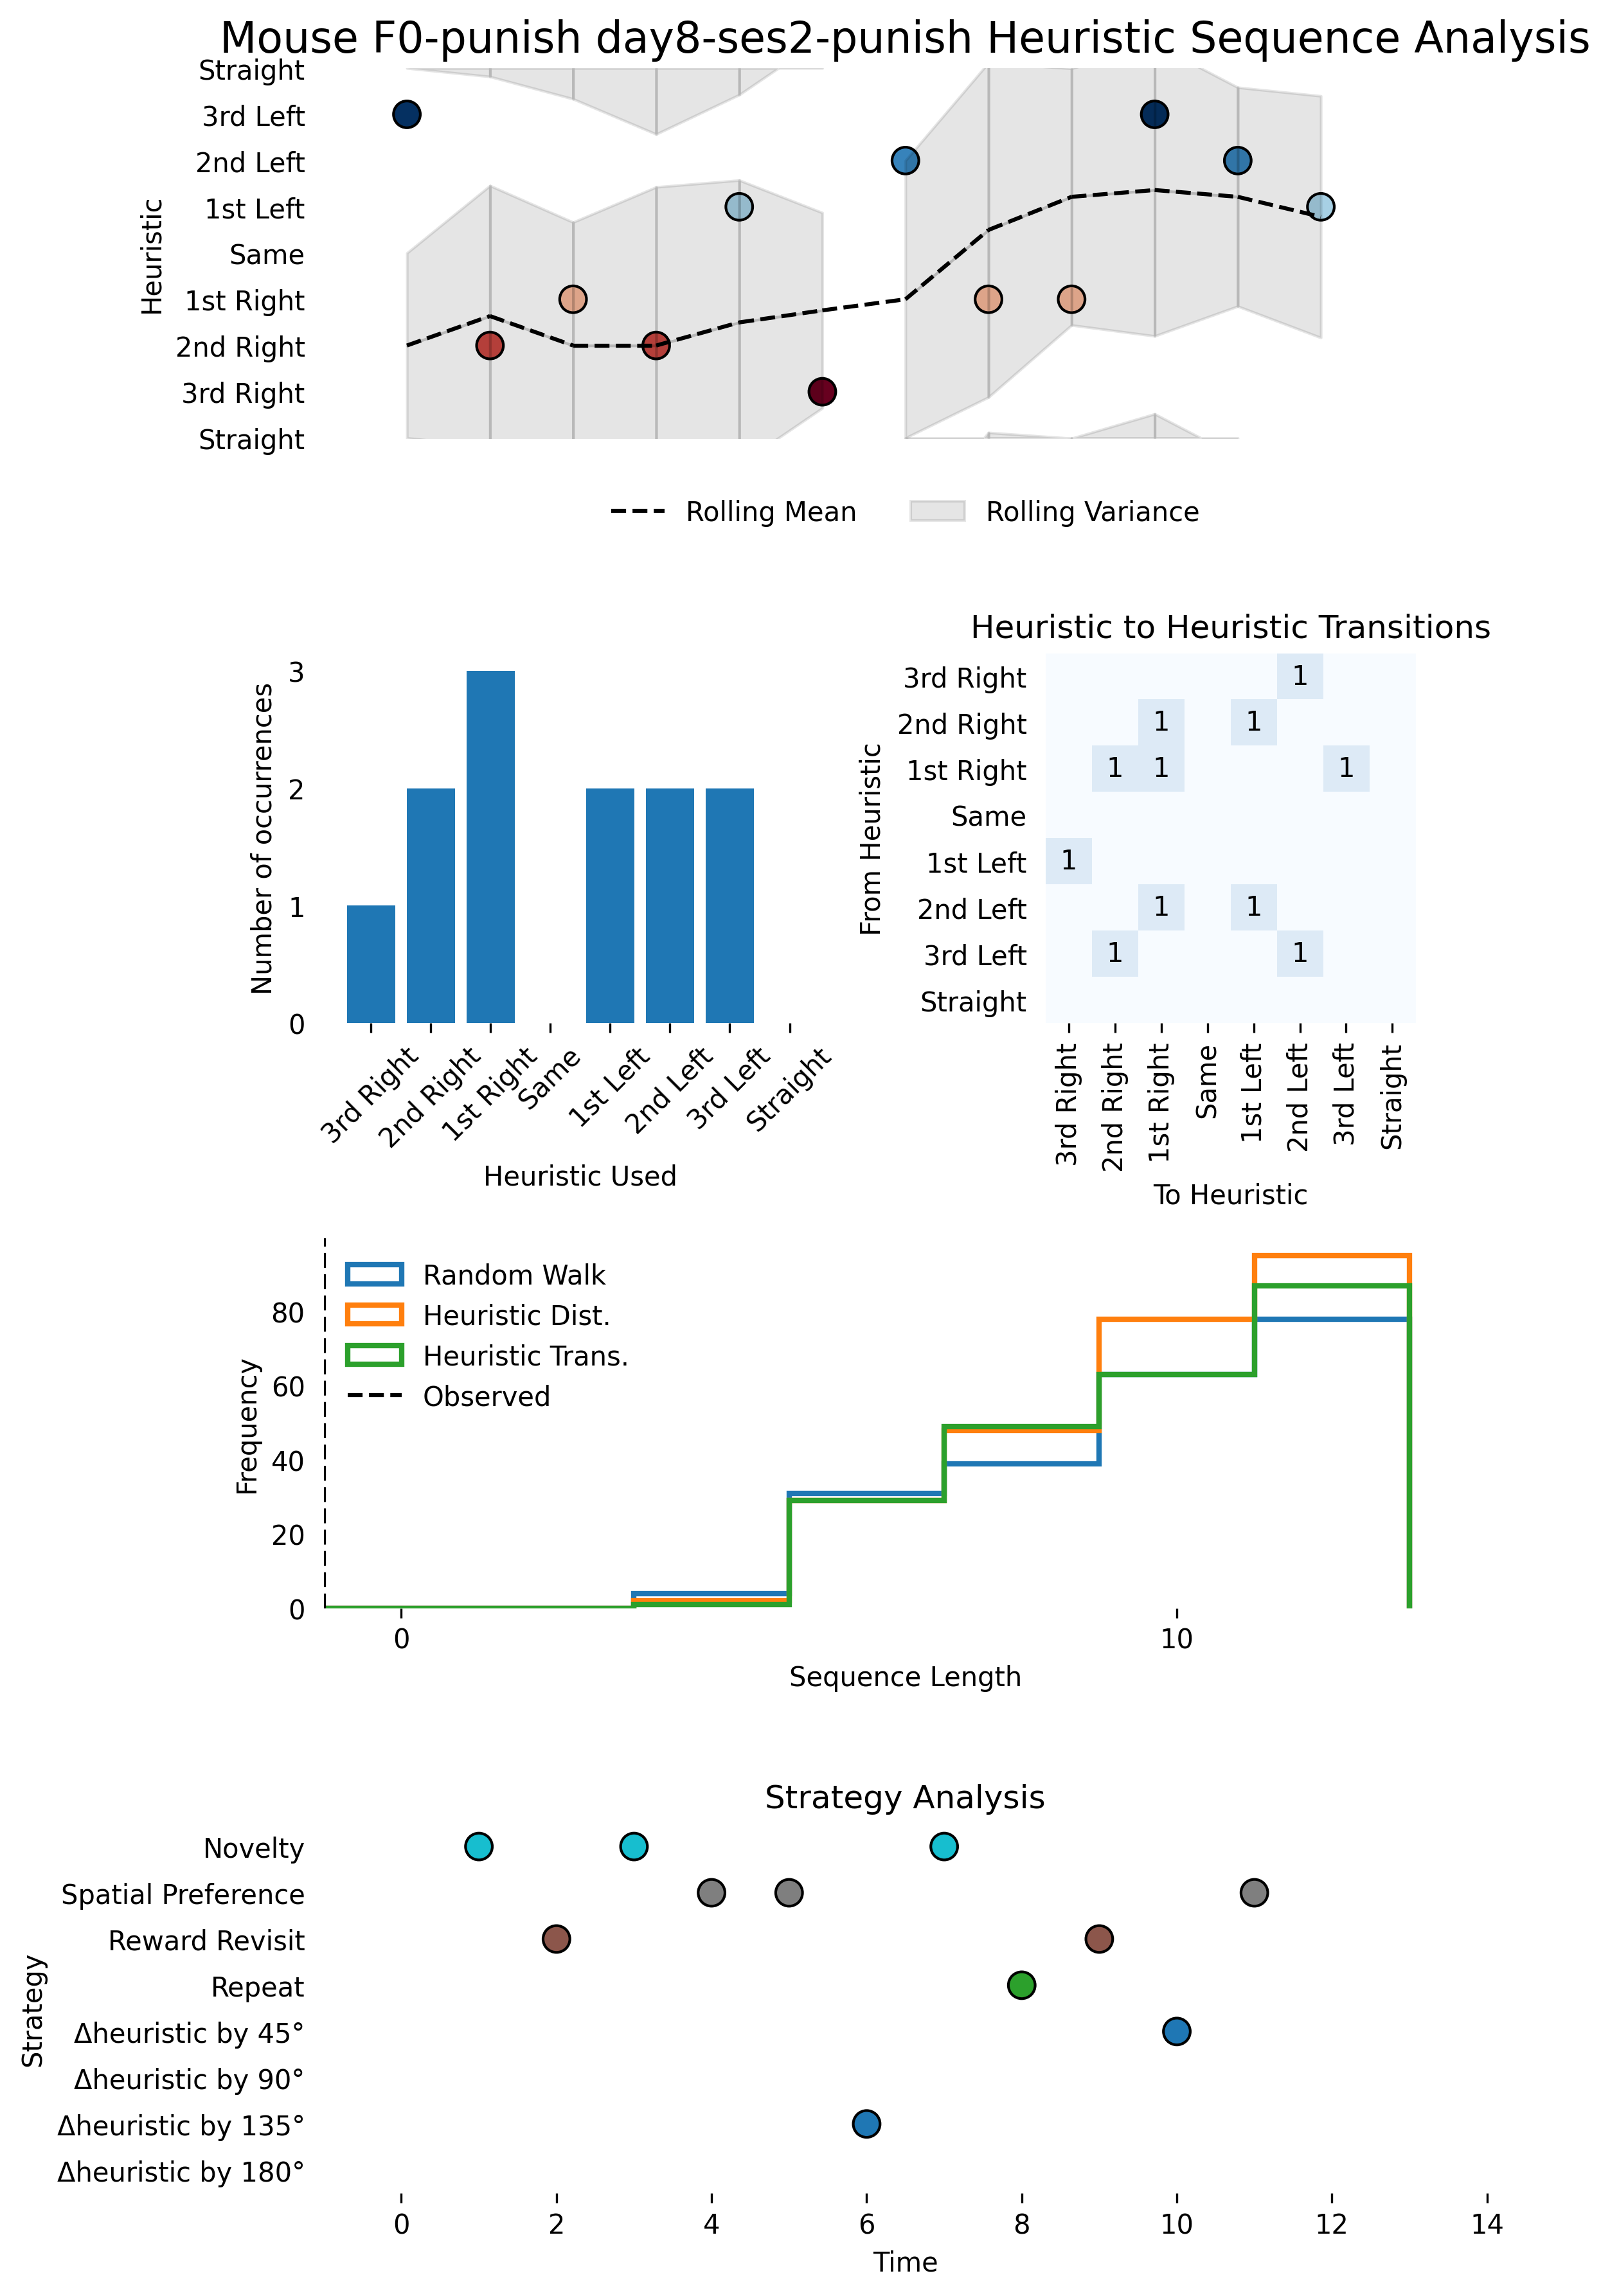 Mouse F0-punish day8-ses2-punish Heuristic Sequence Analysis
Straight
3rd Left
2nd Left
1st Left
Same
1st Right
2nd Right
3rd Right
Straight
Heuristic
Rolling Mean
Rolling Variance
3
2
1
0
Number of occurrences
3rd Right
2nd Right
1st Right
Same
1st Left
2nd Left
3rd Left
Straight
Heuristic Used
Heuristic to Heuristic Transitions
3rd Right
2nd Right
1st Right
Same
1st Left
2nd Left
3rd Left
Straight
From Heuristic
1
1 1
1 1 1
1
1 1
1 1
3rd Right
2nd Right
1st Right
Same
1st Left
2nd Left
3rd Left
Straight
To Heuristic
Random Walk
Heuristic Dist.
Heuristic Trans.
Observed
80
60
40
20
0
Frequency
0 10
Sequence Length
Strategy Analysis
Novelty
Spatial Preference
Reward Revisit
Repeat
Δheuristic by 45°
Δheuristic by 90°
Δheuristic by 135°
Δheuristic by 180°
Strategy
0 2 4 6 8 10 12 14
Time